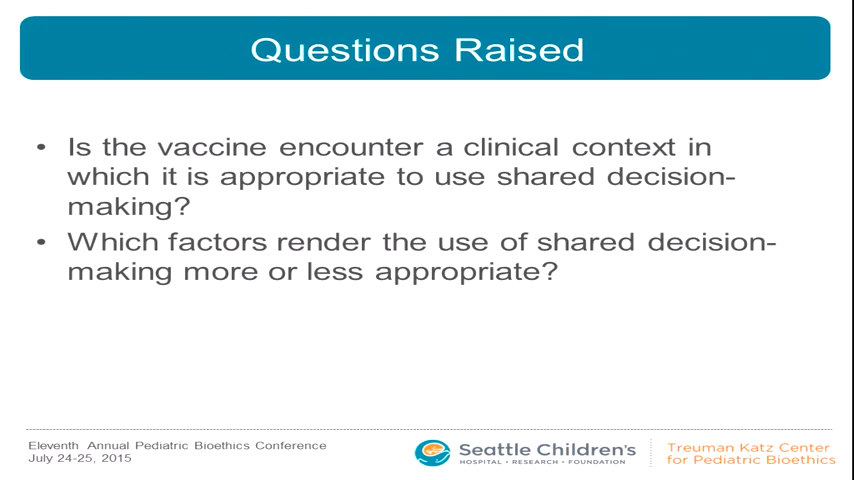 Questions Raised
• Is the vaccine encounter a clinical context in
which it is appropriate to use shared decision-
making?
• Which factors render the use of shared decision-
making more or less appropriate?
Eleventh Annual Pediatric Bioethics Conference
July 24-25, 2015
Seattle Children's
HOSPITAL • RESEARCH • FOUNDATION
Treuman Katz Center
for Pediatric Bioethics